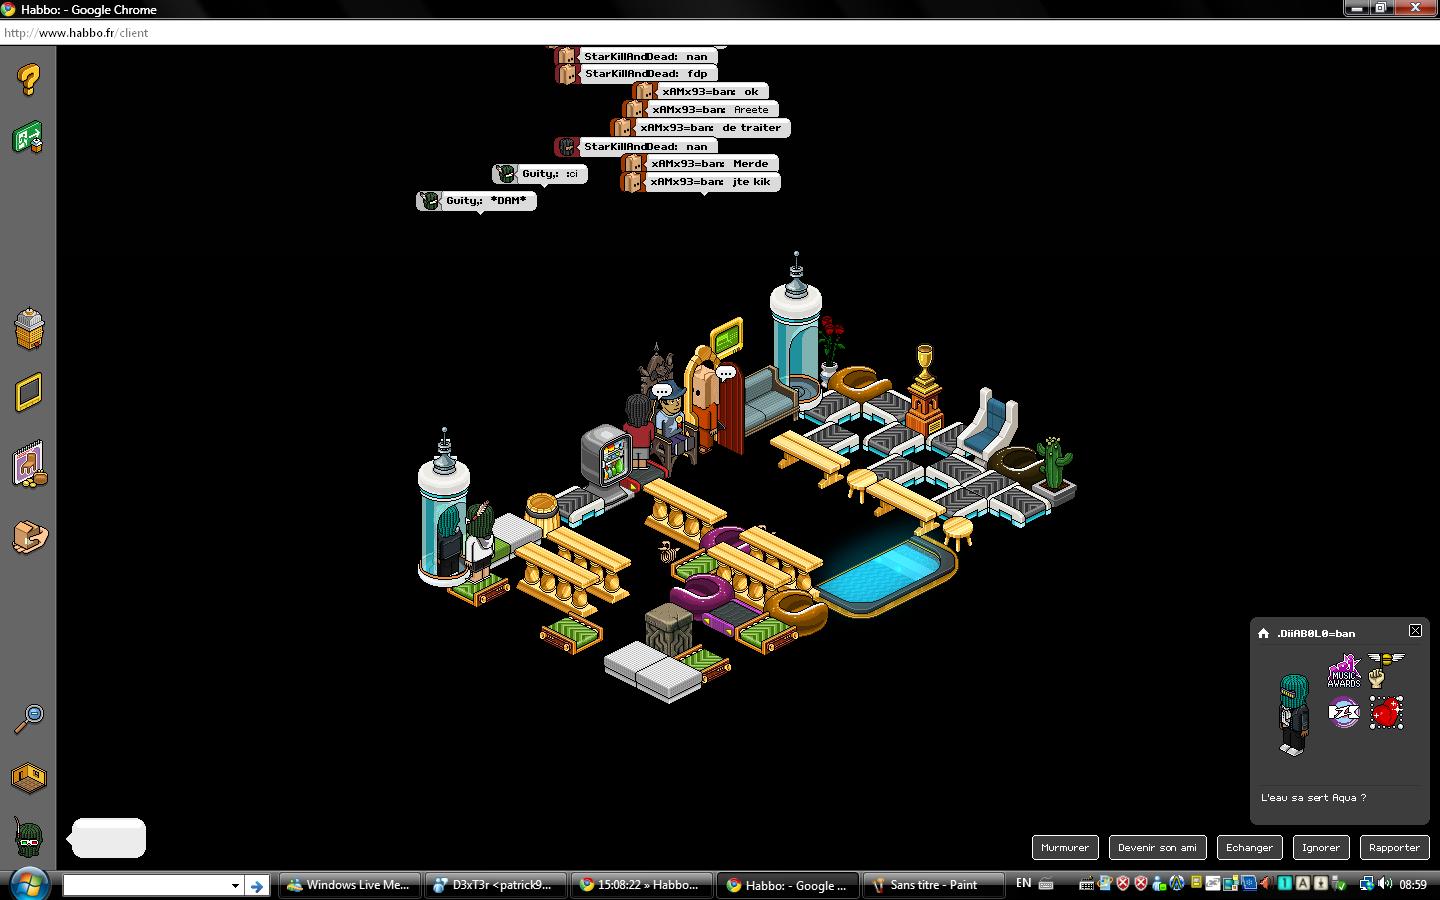 Habbo: - Google Chrome
http://www.habbo.fr/client
StarKillAndDead: nan
StarKillAndDead: fdp
xAMx93=ban: ok
xAMx93=ban: Areete
xAMx93=ban: de traiter
StarKillAndDead: nan
xAMx93=ban: Merde
Guity,: :ci
xAMx93=ban: jte kik
Guity,: *DAM*
.DiiAB0L0=ban
MUSIC
AWARDS
L'eau sa sert Aqua ?
Murmurer
Devenir son ami
Echanger
Ignorer
Rapporter
Windows Live Me...
D3xT3r <patrick9...
15:08:22 » Habbo...
Habbo: - Google ...
Sans titre - Paint
EN
08:59